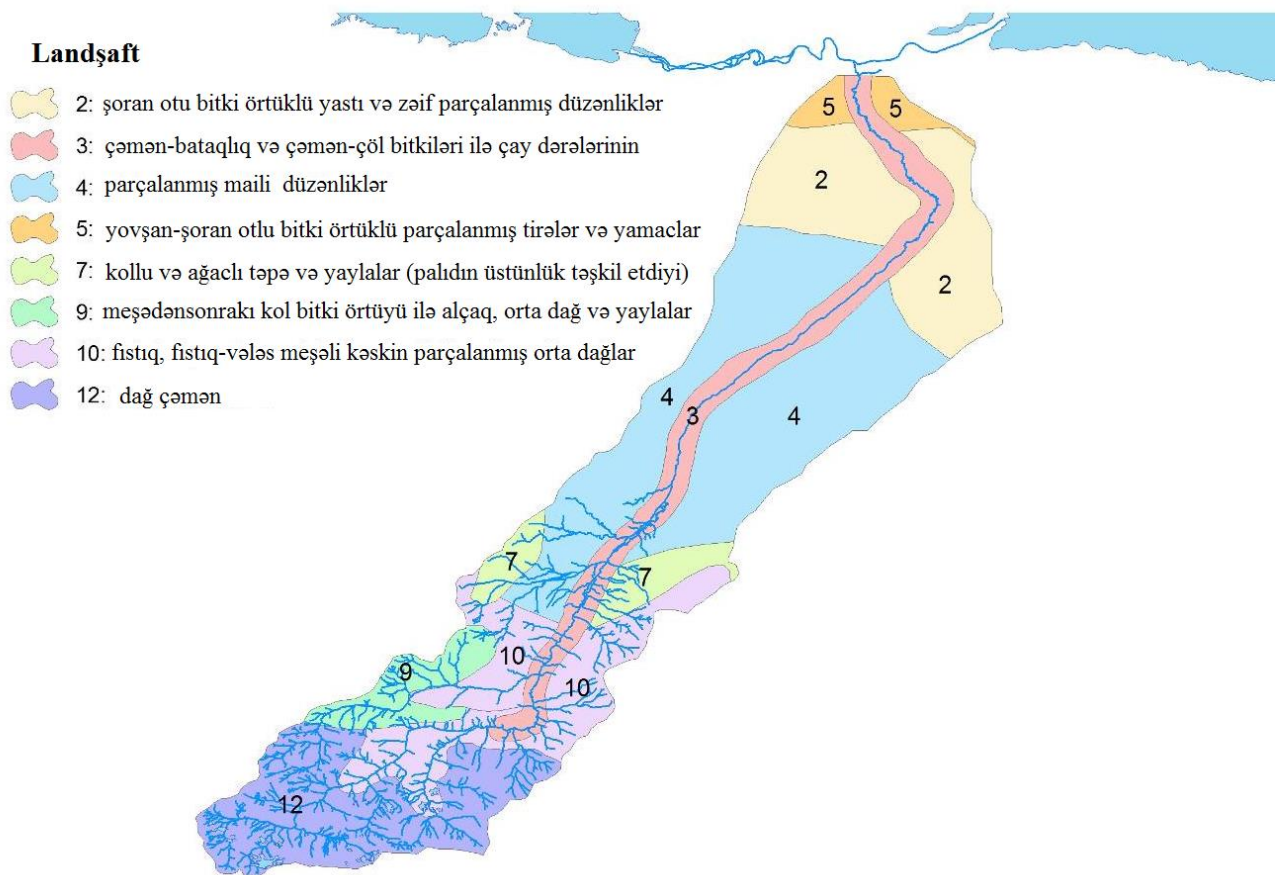 Landşaft
2: şoran otu bitki örtüklü yastı və zəif parçalanmış düzənliklər
3: çəmən-bataqlıq və çəmən-çöl bitkiləri ilə çay dərələrinin
4: parçalanmış maili düzənliklər
5: yovşan-şoran otlu bitki örtüklü parçalanmış tirələr və yamaclar
7: kollu və ağaclı təpə və yaylalar (palıdın üstünlük təşkil etdiyi)
9: meşədənsonrakı kol bitki örtüyü ilə alçaq, orta dağ və yaylalar
10: fıstıq, fıstıq-vələs meşəli kəskin parçalanmış orta dağlar
12: dağ çəmən
5 5
2
2
4 3 4
7
7
10
9
10
12